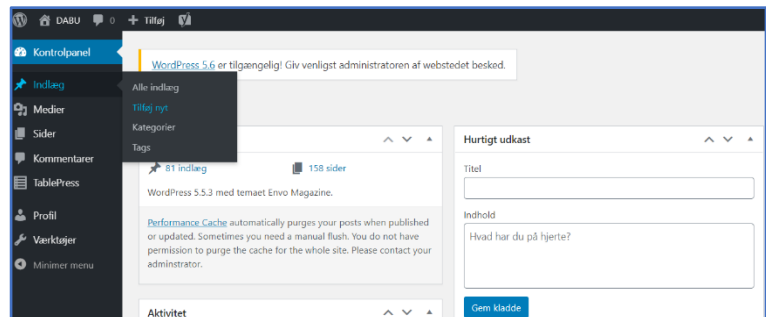 DABU 0 + Tilføj
Kontrolpanel
Indlæg
Medier
Sider
Kommentarer
TablePress
Profil
Værktøjer
Minimer menu
Alle indlæg
Tilføj nyt
Kategorier
Tags
WordPress 5.6 er tilgængelig! Giv venligst administratoren af webstedet besked.
81 indlæg
158 sider
WordPress 5.5.3 med temaet Envo Magazine.
Performance Cache automatically purges your posts when published
or updated. Sometimes you need a manual flush. You do not have
permission to purge the cache for the whole site. Please contact your
adminstrator.
Aktivitet
Hurtigt udkast
Titel
Indhold
Hvad har du på hjerte?
Gem kladde